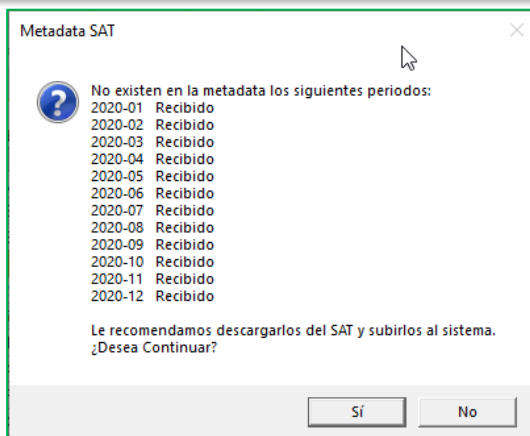 Metadata SAT
No existen en la metadata los siguientes periodos:
2020-01 Recibido
2020-02 Recibido
2020-03 Recibido
2020-04 Recibido
2020-05 Recibido
2020-06 Recibido
2020-07 Recibido
2020-08 Recibido
2020-09 Recibido
2020-10 Recibido
2020-11 Recibido
2020-12 Recibido
Le recomendamos descargarlos del SAT y subirlos al sistema.
¿Desea Continuar?
Sí No